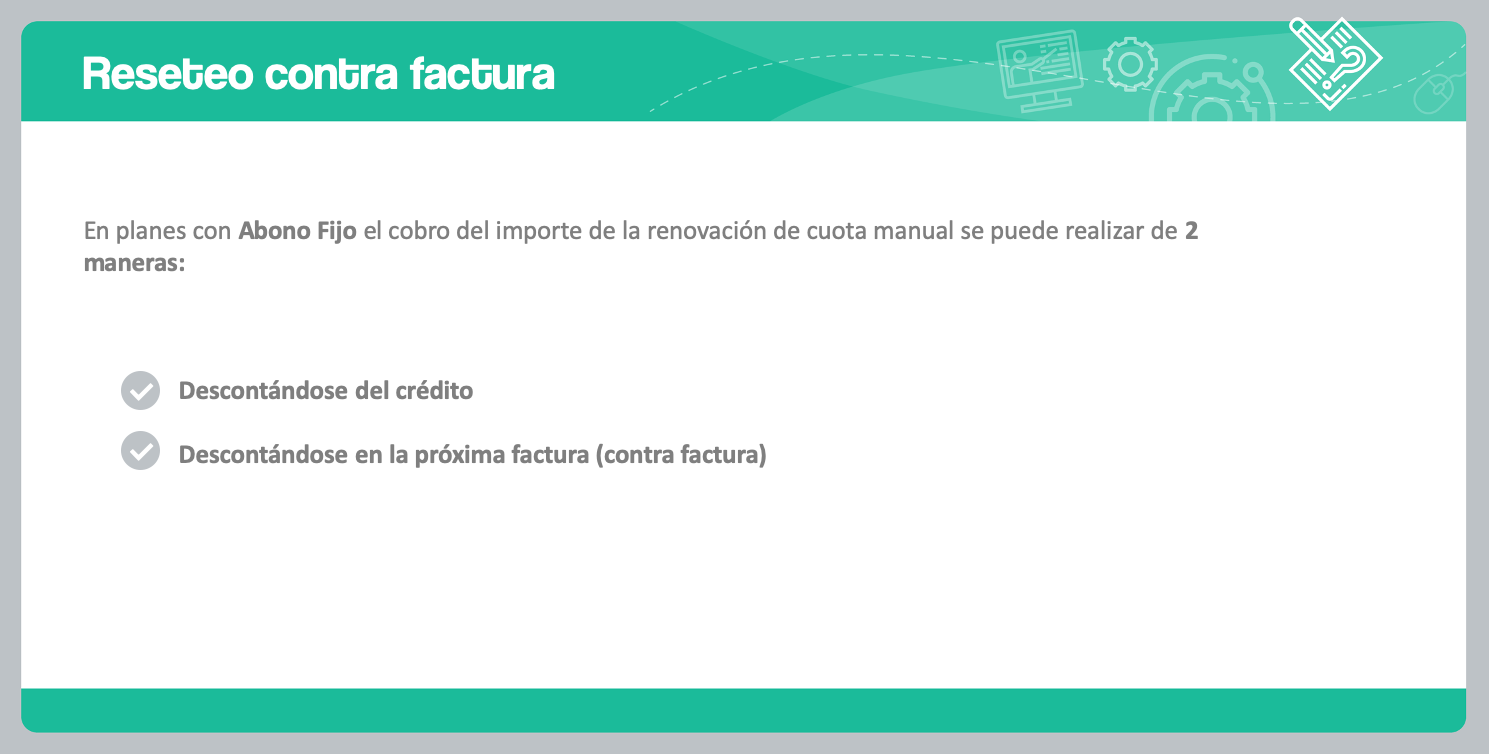 Reseteo contra factura
En planes con Abono Fijo el cobro del importe de la renovación de cuota manual se puede realizar de 2
maneras:
Descontándose del crédito
Descontándose en la próxima factura (contra factura)